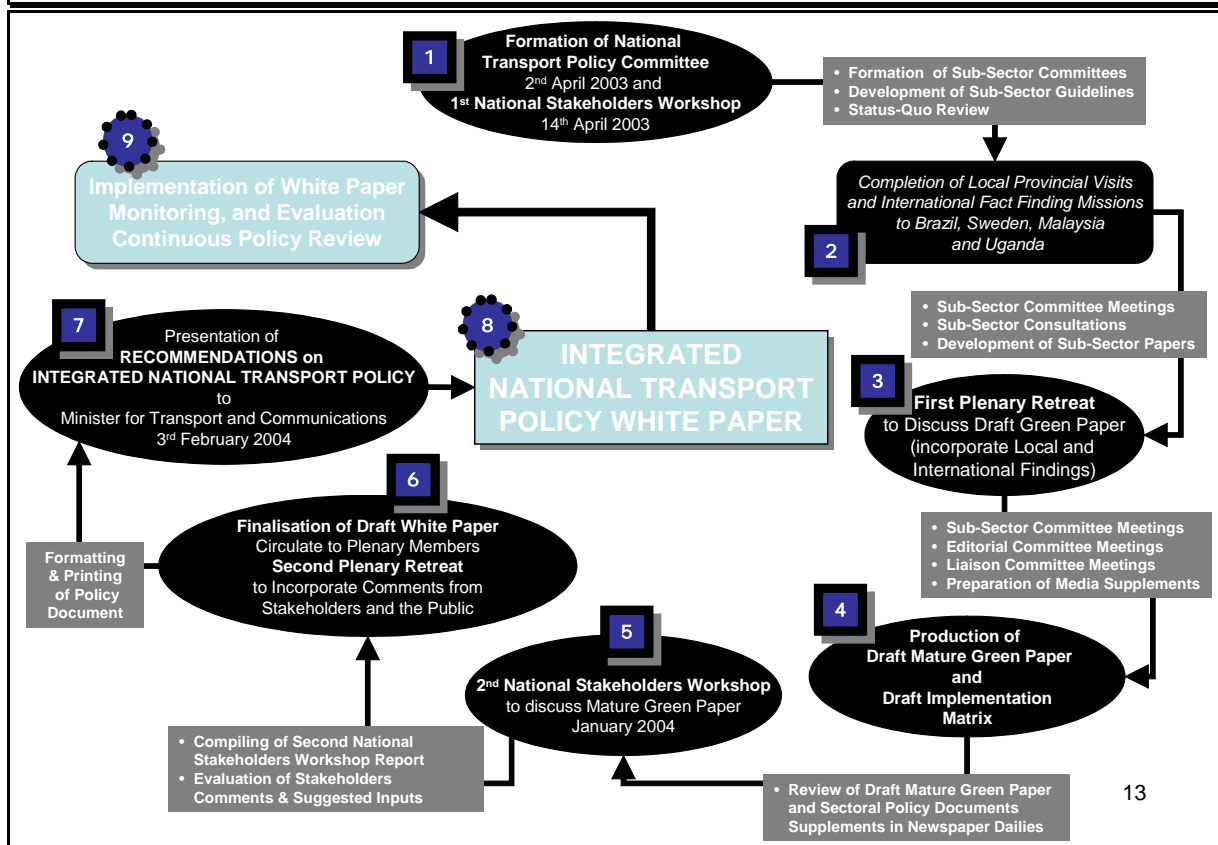 1
Formation of National
Transport Policy Committee
2nd April 2003 and
1st National Stakeholders Workshop
14th April 2003
• Formation of Sub-Sector Committees
• Development of Sub-Sector Guidelines
• Status-Quo Review
2
Completion of Local Provincial Visits
and International Fact Finding Missions
to Brazil, Sweden, Malaysia
and Uganda
• Sub-Sector Committee Meetings
• Sub-Sector Consultations
• Development of Sub-Sector Papers
3
First Plenary Retreat
to Discuss Draft Green Paper
(incorporate Local and
International Findings)
• Sub-Sector Committee Meetings
• Editorial Committee Meetings
• Liaison Committee Meetings
• Preparation of Media Supplements
4
Production of
Draft Mature Green Paper
and
Draft Implementation
Matrix
• Review of Draft Mature Green Paper
and Sectoral Policy Documents
Supplements in Newspaper Dailies
5
2nd National Stakeholders Workshop
to discuss Mature Green Paper
January 2004
• Compiling of Second National
Stakeholders Workshop Report
• Evaluation of Stakeholders
Comments & Suggested Inputs
6
Finalisation of Draft White Paper
Circulate to Plenary Members
Second Plenary Retreat
to Incorporate Comments from
Stakeholders and the Public
Formatting
& Printing
of Policy
Document
7
Presentation of
RECOMMENDATIONS on
INTEGRATED NATIONAL TRANSPORT POLICY
to
Minister for Transport and Communications
3rd February 2004
8
INTEGRATED
NATIONAL TRANSPORT
POLICY WHITE PAPER
9
Implementation of White Paper
Monitoring, and Evaluation
Continuous Policy Review
13